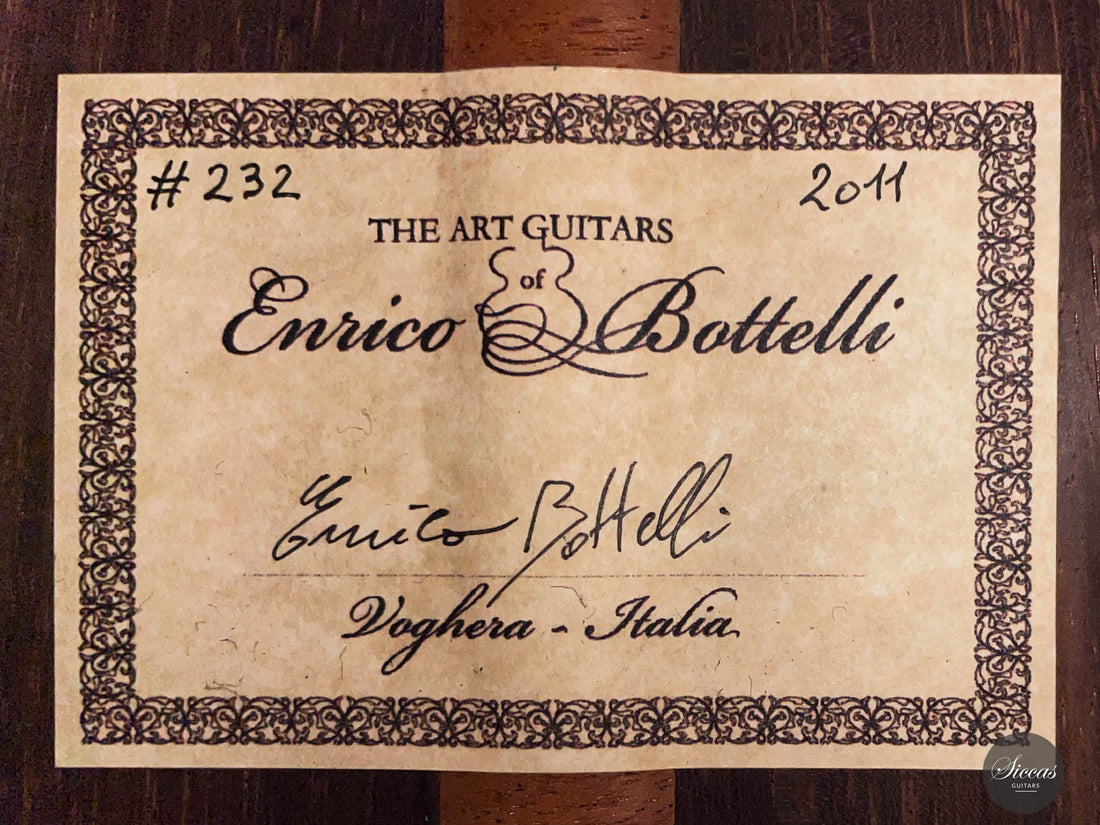 #232 2011
THE ART GUITARS
of
Enrico Bottelli
Enrico Bottelli
Voghera - Italia
Siccas
GUITARS